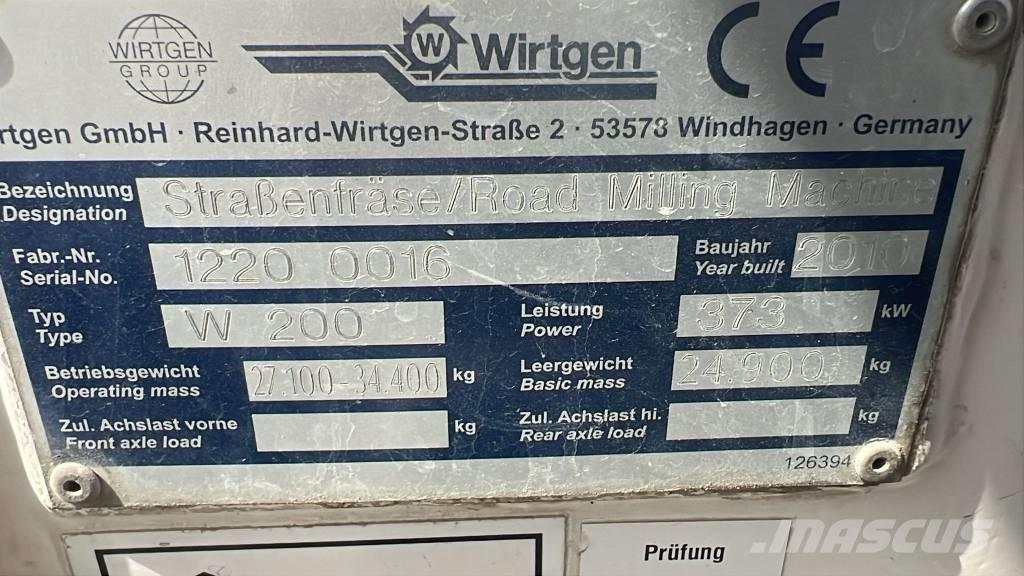 WIRTGEN
GROUP
W Wirtgen
CE
rtgen GmbH · Reinhard-Wirtgen-Straße 2 · 53578 Windhagen · Germany
Bezeichnung
Designation
Straßenfräse/Road Milling Machine
Fabr.-Nr.
Serial-No.
1220 0016
Baujahr
Year built
2010
Typ
Type
W 200
Leistung
Power
373
kW
Betriebsgewicht
Operating mass
27.100-34.400
kg
Leergewicht
Basic mass
24.900
kg
Zul. Achslast vorne
Front axle load
kg
Zul. Achslast hi.
Rear axle load
kg
126394
Prüfung
MASCUS